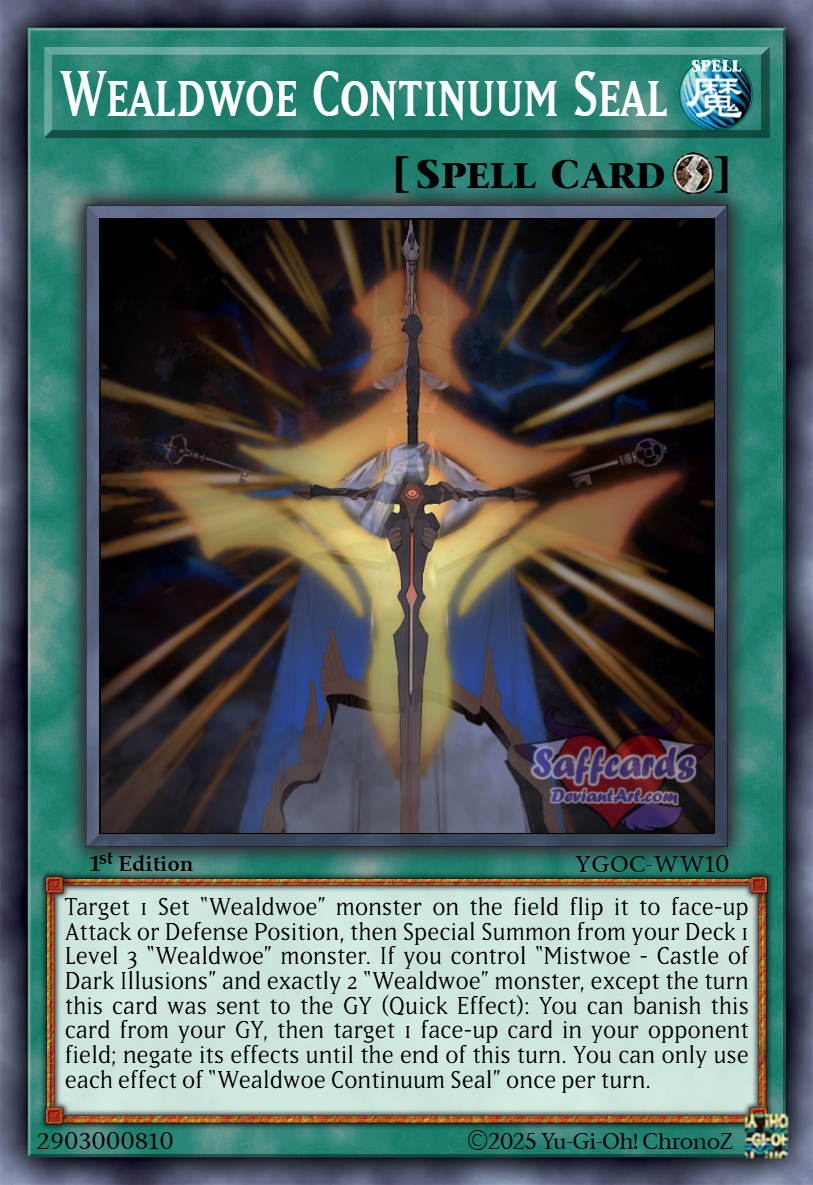 Wealdwoe Continuum Seal
SPELL
魔
[Spell Card]
Saffcards
DeviantArt.com
1st Edition
YGOC-WW10
Target 1 Set "Wealdwoe" monster on the field flip it to face-up
Attack or Defense Position, then Special Summon from your Deck 1
Level 3 "Wealdwoe" monster. If you control "Mistwoe - Castle of
Dark Illusions" and exactly 2 "Wealdwoe" monster, except the turn
this card was sent to the GY (Quick Effect): You can banish this
card from your GY, then target 1 face-up card in your opponent
field; negate its effects until the end of this turn. You can only use
each effect of "Wealdwoe Continuum Seal" once per turn.
2903000810
©2025 Yu-Gi-Oh! ChronoZ